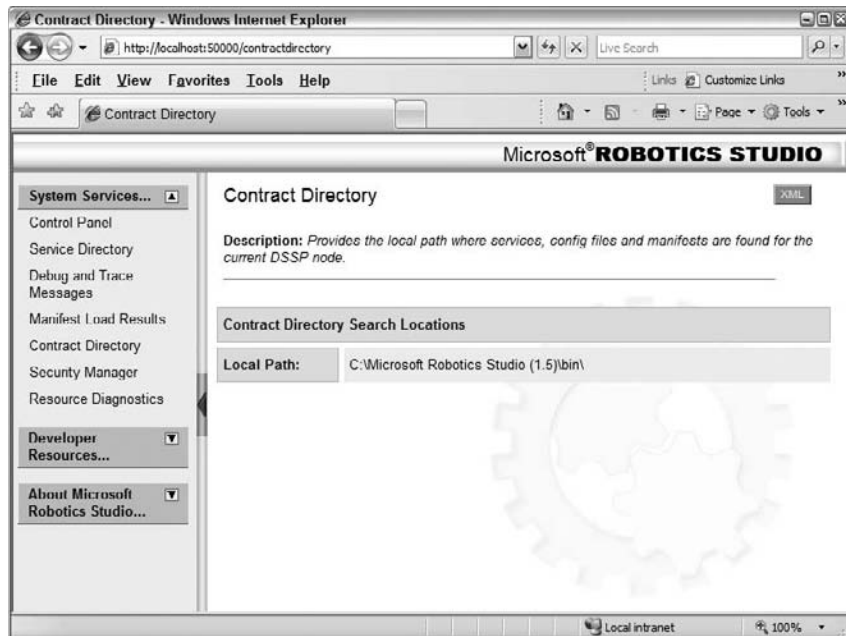 Contract Directory - Windows Internet Explorer
http://localhost:50000/contractdirectory
Live Search
File Edit View Favorites Tools Help
Links Customize Links »
Contract Directory
Page Tools »
Microsoft® ROBOTICS STUDIO
System Services...
Control Panel
Service Directory
Debug and Trace
Messages
Manifest Load Results
Contract Directory
Security Manager
Resource Diagnostics
Developer
Resources...
About Microsoft
Robotics Studio...
Contract Directory
XML
Description: Provides the local path where services, config files and manifests are found for the
current DSSP node.
Contract Directory Search Locations
Local Path: C:\Microsoft Robotics Studio (1.5)\bin\
Local intranet
100%